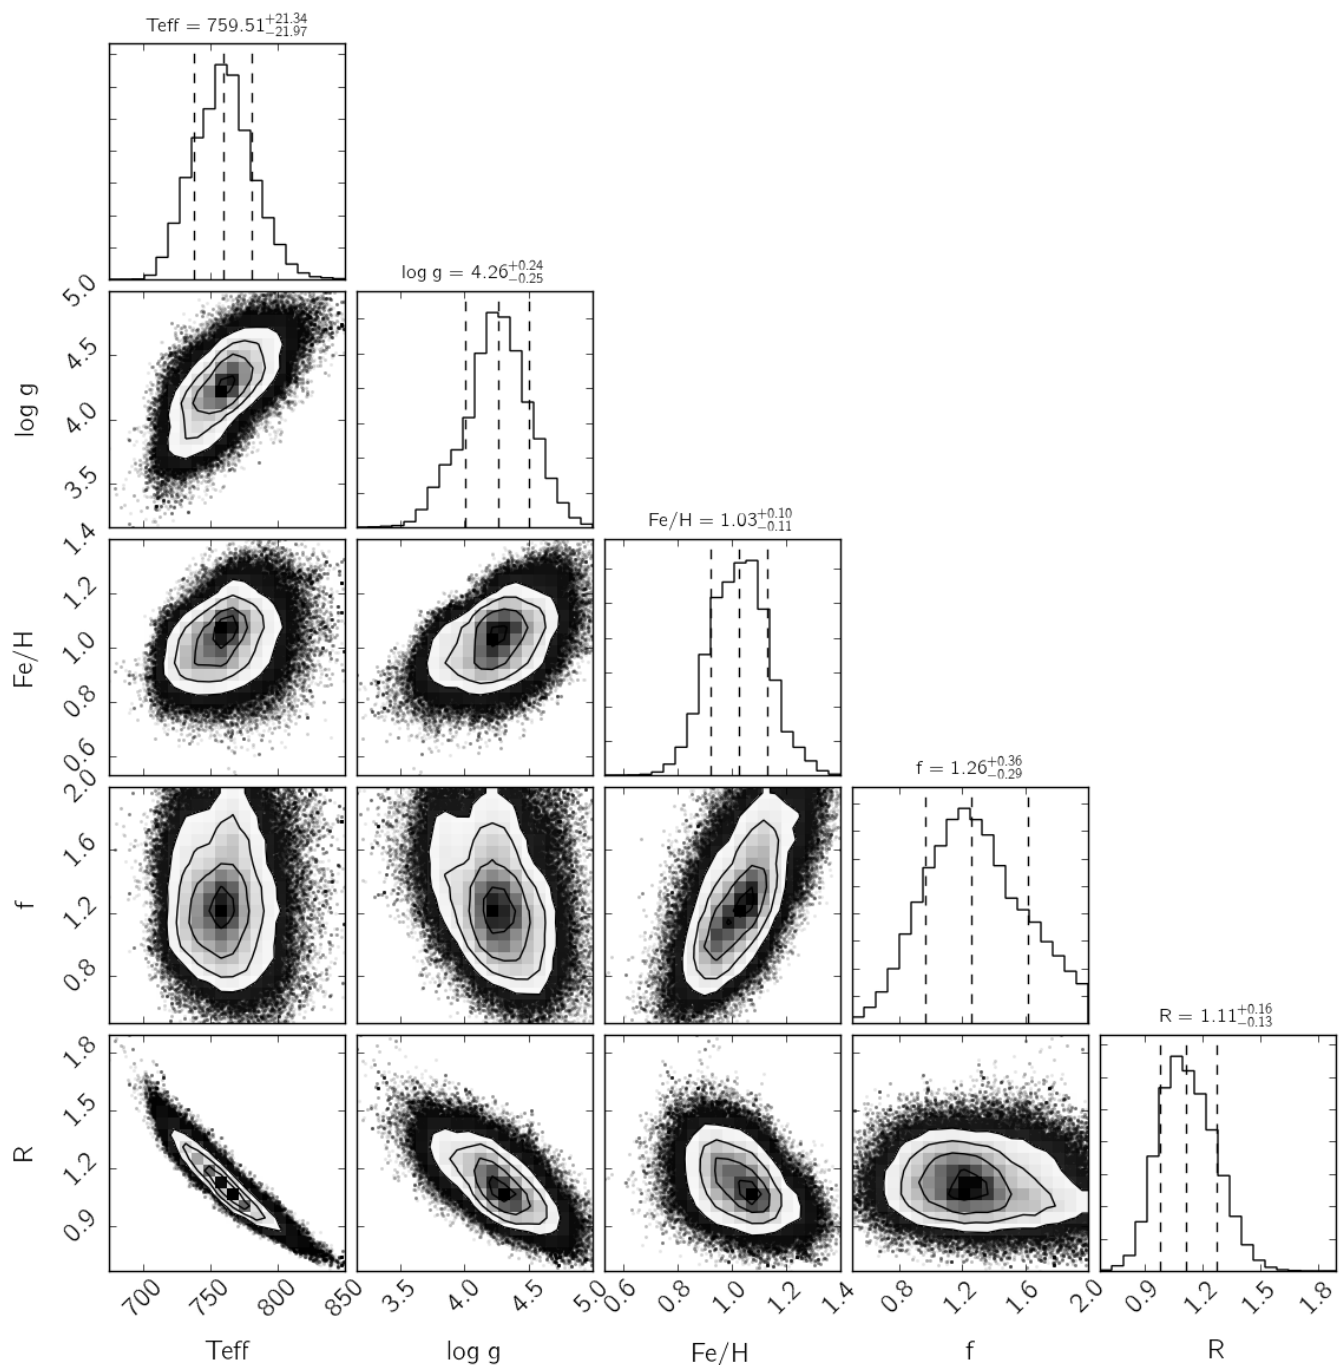 Teff = 759.51 +21.34 −21.97
5.0
log g = 4.26 +0.24 −0.25
4.5
log g
4.0
3.5
1.4
Fe/H = 1.03 +0.10 −0.11
1.4
1.2
Fe/H
1.0
0.8
0.6
2.0
f = 1.26 +0.36 −0.29
1.6
f
1.2
0.8
R = 1.11 +0.16 −0.13
1.8
1.5
R
1.2
0.9
700 750 800 850 3.5 4.0 4.5 5.0 0.6 0.8 1.0 1.2 1.4 0.8 1.2 1.6 2.0 0.9 1.2 1.5 1.8
Teff log g Fe/H f R